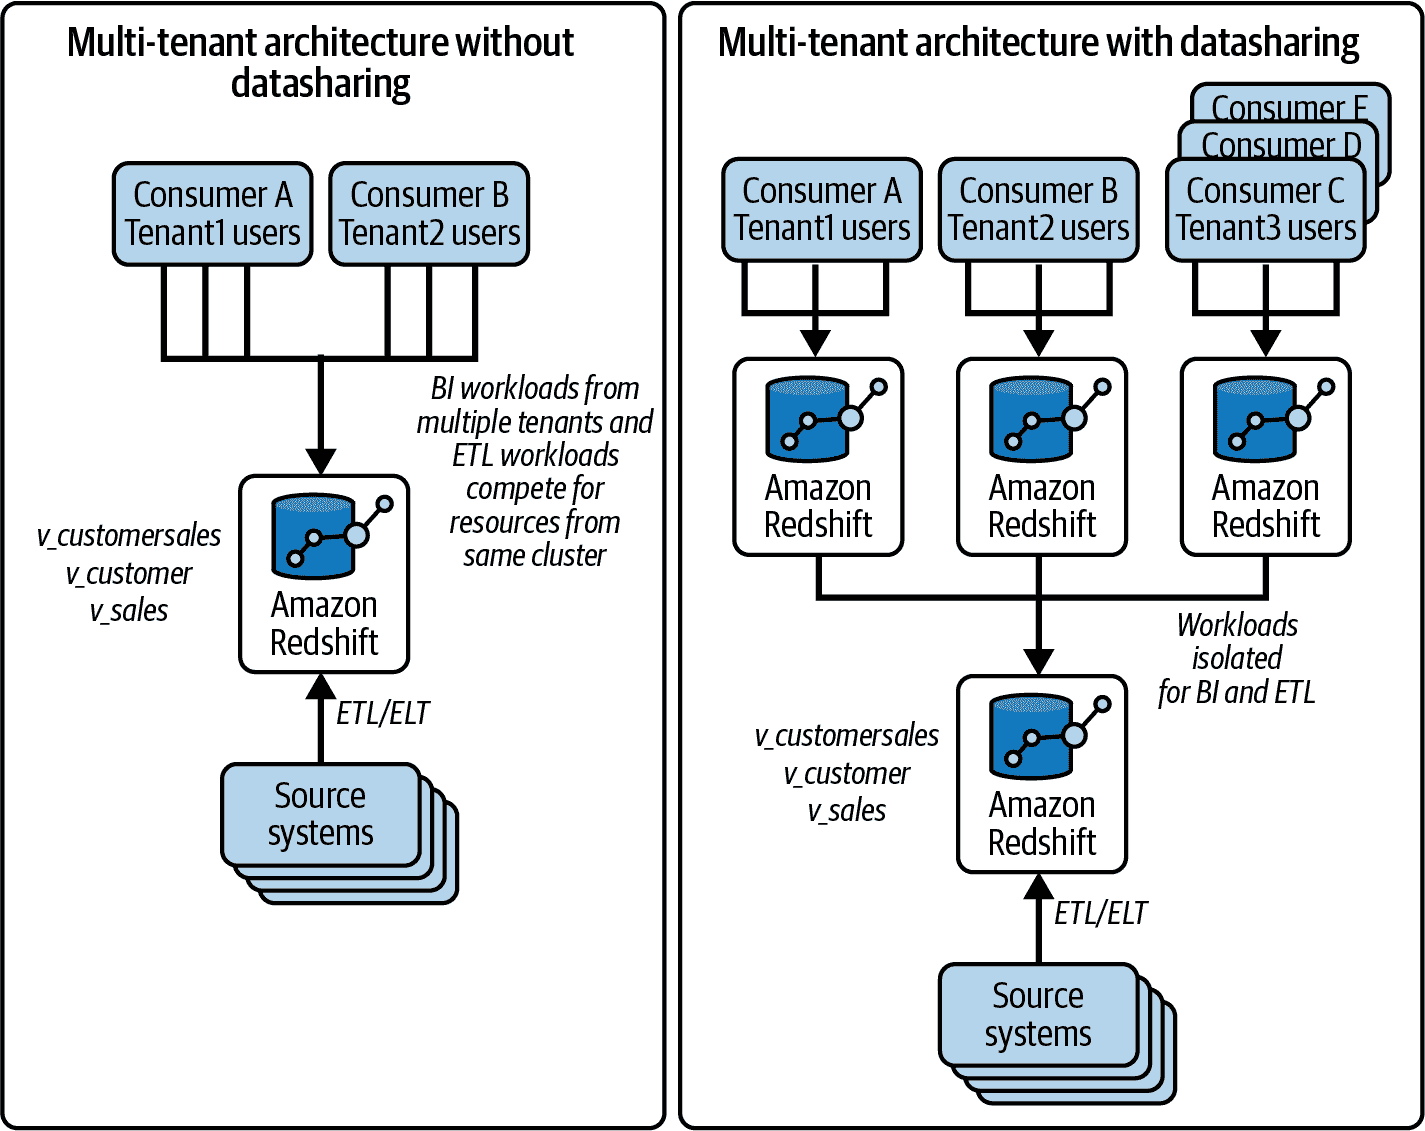 Multi-tenant architecture without
datasharing
Consumer A
Tenant1 users
Consumer B
Tenant2 users
BI workloads from
multiple tenants and
ETL workloads
compete for
resources from
same cluster
v_customersales
v_customer
v_sales
Amazon
Redshift
ETL/ELT
Source
systems
Multi-tenant architecture with datasharing
Consumer E
Consumer D
Consumer A
Tenant1 users
Consumer B
Tenant2 users
Consumer C
Tenant3 users
Amazon
Redshift
Amazon
Redshift
Amazon
Redshift
Workloads
isolated
for BI and ETL
v_customersales
v_customer
v_sales
Amazon
Redshift
ETL/ELT
Source
systems